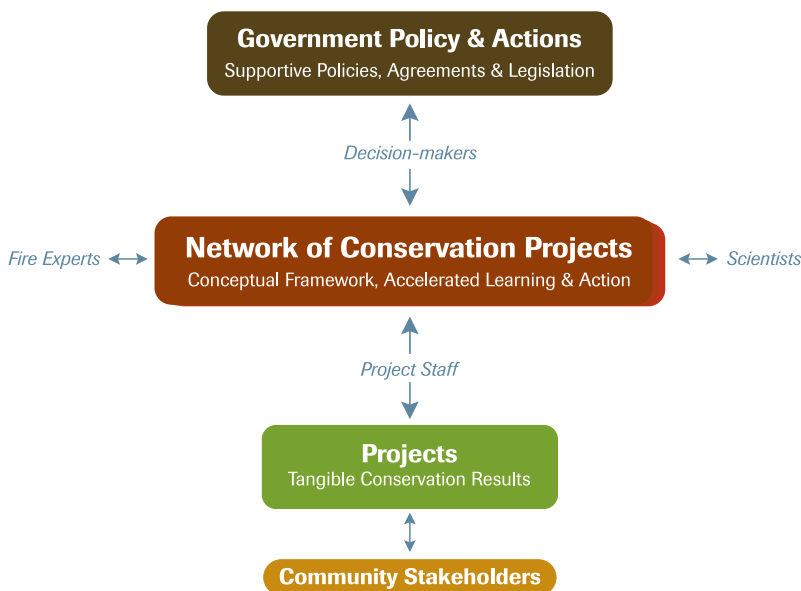 Government Policy & Actions
Supportive Policies, Agreements & Legislation
Decision-makers
Network of Conservation Projects
Conceptual Framework, Accelerated Learning & Action
Fire Experts
Scientists
Project Staff
Projects
Tangible Conservation Results
Community Stakeholders